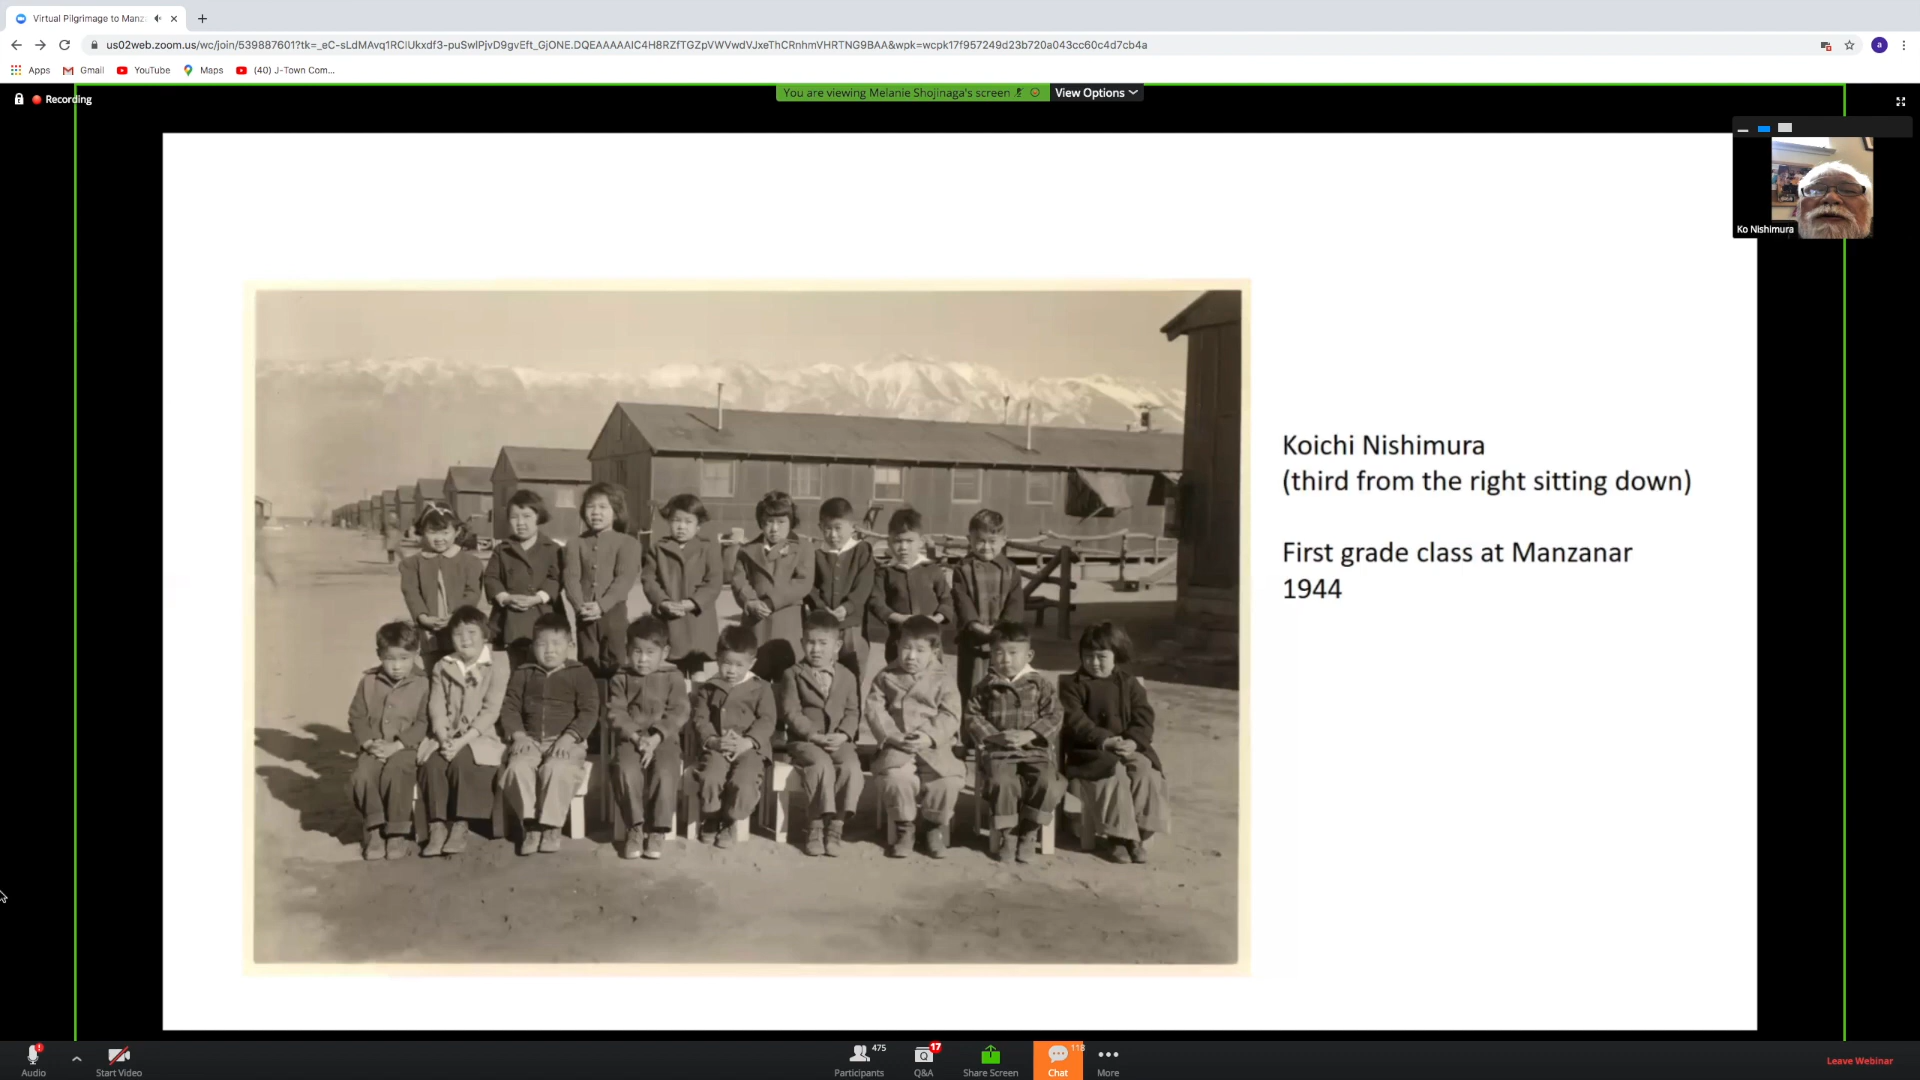 Virtual Pilgrimage to Manz
us02web.zoom.us/wc/join/539887601?tk=_eC-sLdMAvq1RClUkxdf3-puSwlPjvD9gvEft_GjONE.DQEAAAAAIC4H8RZfTGZpVWVwdVJxeThCRnhmVHRTNG9BAA&wpk=wcpk17f957249d23b720a043cc60c4d7cb4a
a
Apps Gmail YouTube Maps (40) J-Town Com...
Recording
You are viewing Melanie Shojinaga's screen View Options
Ko Nishimura
Koichi Nishimura
(third from the right sitting down)
First grade class at Manzanar
1944
475 17 118
Audio Start Video Participants Q&A Share Screen Chat More Leave Webinar